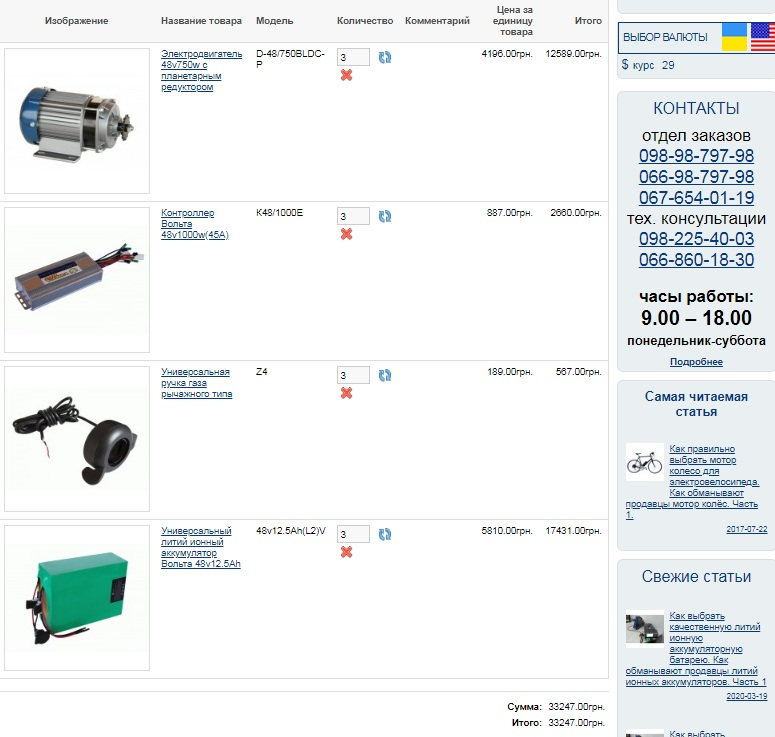 Изображение
Название товара
Модель
Количество
Комментарий
Цена за
единицу
товара
Итого
Электродвигатель
48v750w с
планетарным
редуктором
D-48/750BLDC-
P
3
4196.00грн.
12589.00грн.
Контроллер
Вольта
48v1000w(45A)
K48/1000E
3
887.00грн.
2660.00грн.
Универсальная
ручка газа
рычажного типа
Z4
3
189.00грн.
567.00грн.
Универсальный
литий ионный
аккумулятор
Вольта 48v12.5Ah
48v12.5Ah(L2)V
3
5810.00грн.
17431.00грн.
Сумма: 33247.00грн.
Итого: 33247.00грн.
ВЫБОР ВАЛЮТЫ
$ курс 29
КОНТАКТЫ
отдел заказов
098-98-797-98
066-98-797-98
067-654-01-19
тех. консультации
098-225-40-03
066-860-18-30
часы работы:
9.00 – 18.00
понедельник-суббота
Подробнее
Самая читаемая
статья
Как правильно
выбрать мотор
колесо для
электровелосипеда.
Как обманывают
продавцы мотор колёс. Часть
1.
2017-07-22
Свежие статьи
Как выбрать
качественную литий
ионную
аккумуляторную
батарею. Как
обманывают продавцы литий
ионных аккумуляторов. Часть 1
2020-03-19
Как выбрать